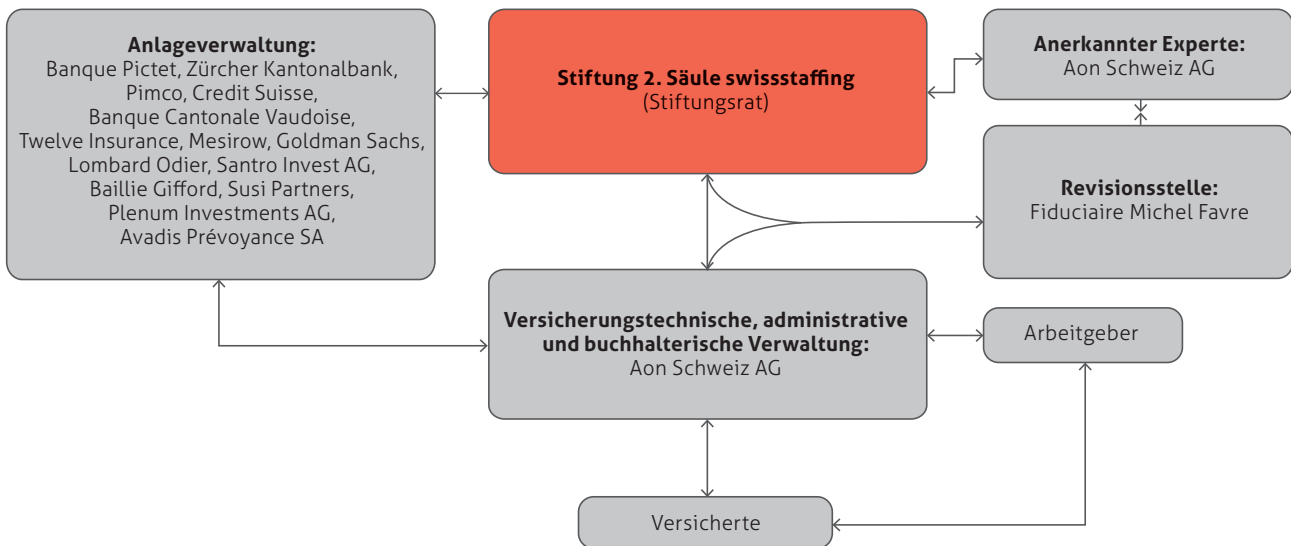 Anlageverwaltung:
Banque Pictet, Zürcher Kantonalbank,
Pimco, Credit Suisse,
Banque Cantonale Vaudoise,
Twelve Insurance, Mesirow, Goldman Sachs,
Lombard Odier, Santro Invest AG,
Baillie Gifford, Susi Partners,
Plenum Investments AG,
Avadis Prévoyance SA
Stiftung 2. Säule swissstaffing
(Stiftungsrat)
Anerkannter Experte:
Aon Schweiz AG
Revisionsstelle:
Fiduciaire Michel Favre
Versicherungstechnische, administrative
und buchhalterische Verwaltung:
Aon Schweiz AG
Arbeitgeber
Versicherte